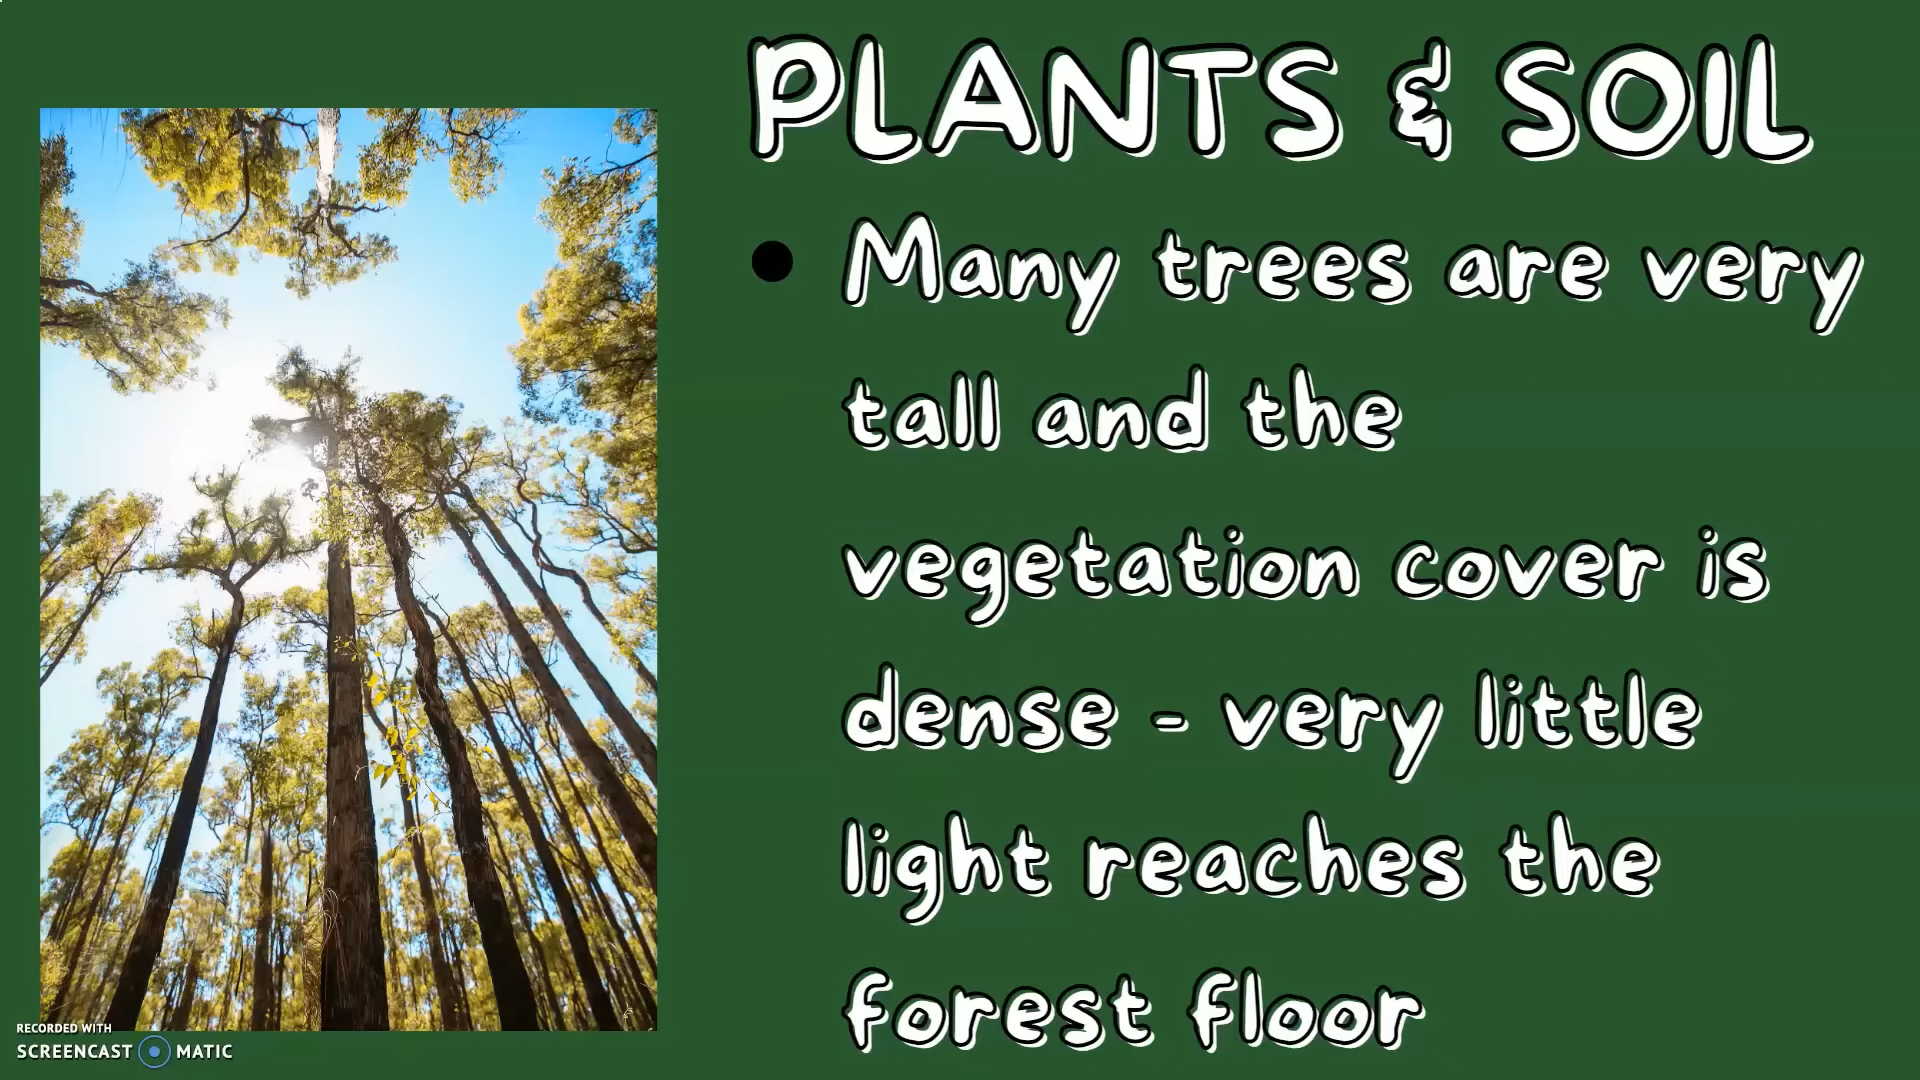 PLANTS & SOIL
• Many trees are very
tall and the
vegetation cover is
dense - very little
light reaches the
forest floor
RECORDED WITH
SCREENCAST MATIC